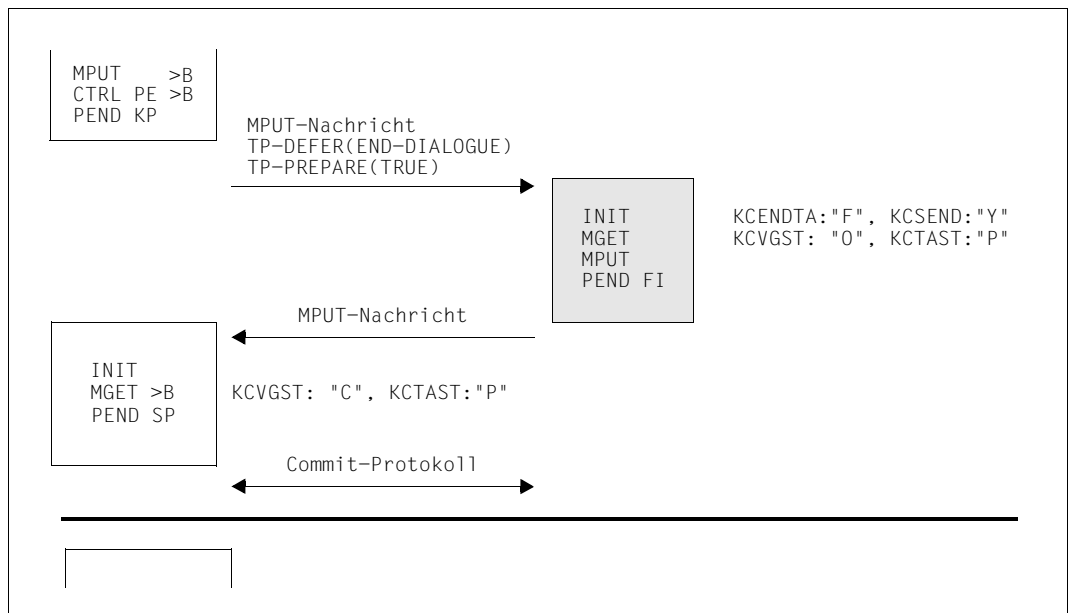 MPUT >B
CTRL PE >B
PEND KP
MPUT-Nachricht
TP-DEFER(END-DIALOGUE)
TP-PREPARE(TRUE)
INIT KCENDTA:"F", KCSEND:"Y"
MGET KCVGST: "O", KCTAST:"P"
MPUT
PEND FI
MPUT-Nachricht
INIT
MGET >B KCVGST: "C", KCTAST:"P"
PEND SP
Commit-Protokoll